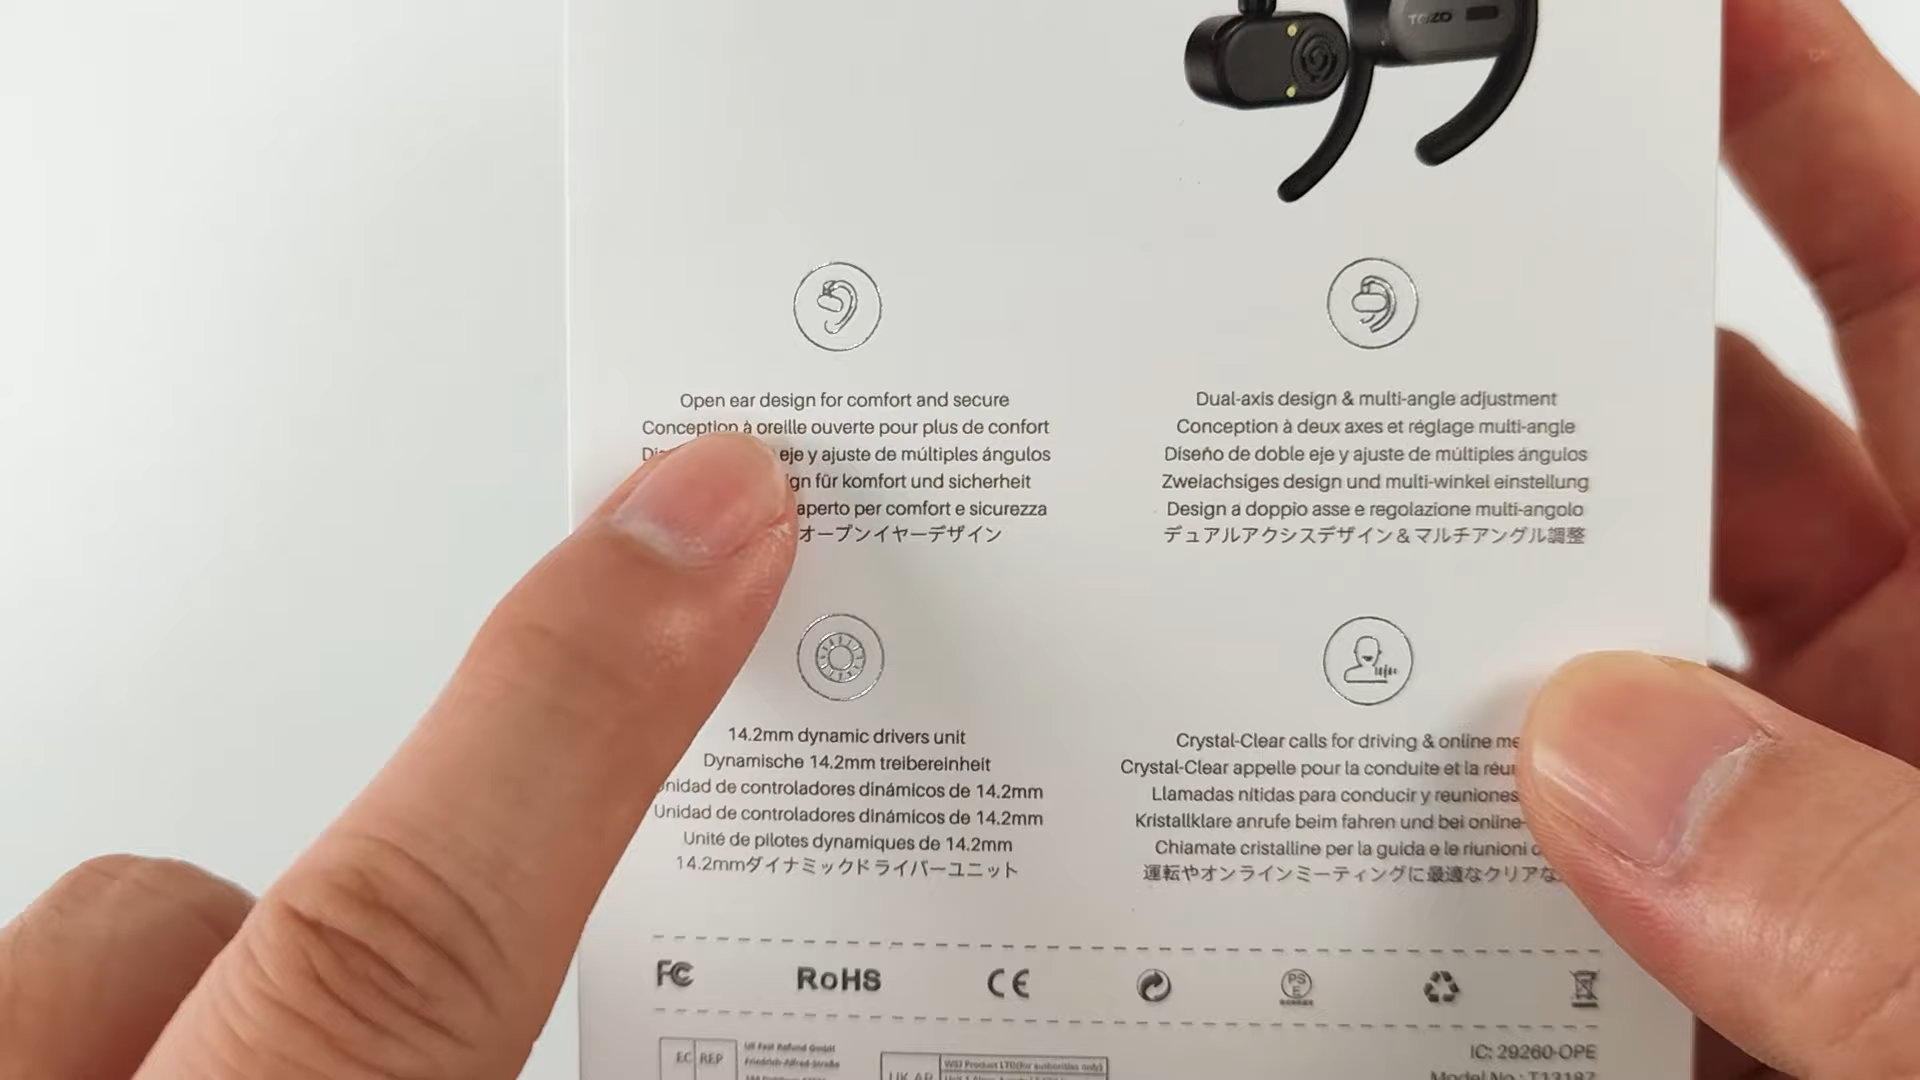 TOZO
Open ear design for comfort and secure
Conception à oreille ouverte pour plus de confort
eje y ajuste de múltiples ángulos
für komfort und sicherheit
aperto per comfort e sicurezza
オープンイヤーデザイン
Dual-axis design & multi-angle adjustment
Conception à deux axes et réglage multi-angle
Diseño de doble eje y ajuste de múltiples ángulos
Zweiachsiges design und multi-winkel einstellung
Design a doppio asse e regolazione multi-angolo
デュアルアクシスデザイン&マルチアングル調整
14.2mm dynamic drivers unit
Dynamische 14.2mm treibereinheit
de controladores dinámicos de 14.2mm
Unidad de controladores dinámicos de 14.2mm
Unité de pilotes dynamiques de 14.2mm
14.2mmダイナミックドライバーユニット
Crystal-Clear calls for driving & online
Crystal-Clear appelle pour la conduite et la
Llamadas nítidas para conducir y reuniones
Kristallklare anrufe beim fahren und bei online-
Chiamate cristalline per la guida e le riunioni
運転やオンラインミーティングに最適なクリアな
FC RoHS CE PSE
EC REP
UK AR
IC: 29260-OPE
Model No.: